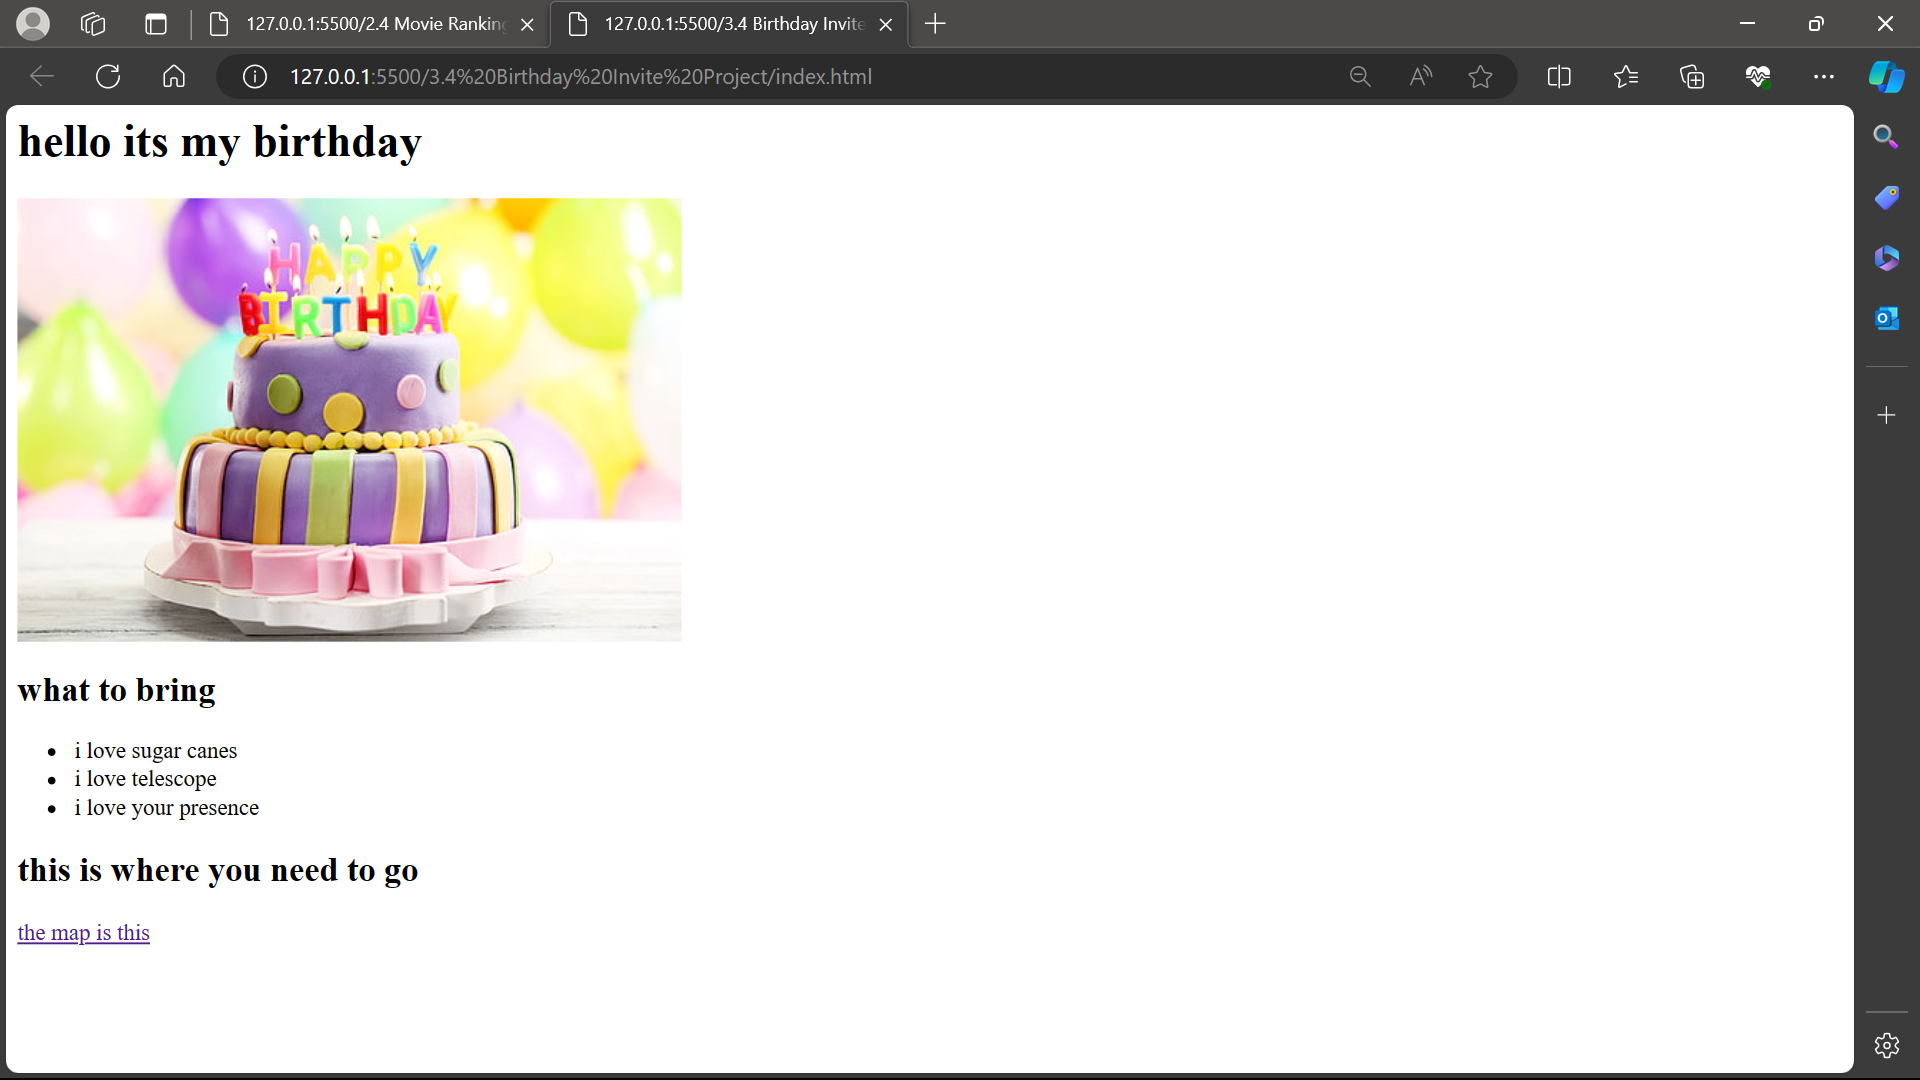 127.0.0.1:5500/2.4 Movie Ranking
127.0.0.1:5500/3.4 Birthday Invite
127.0.0.1:5500/3.4%20Birthday%20Invite%20Project/index.html
hello its my birthday
HAPPY
BIRTHDAY
what to bring
i love sugar canes
i love telescope
i love your presence
this is where you need to go
the map is this